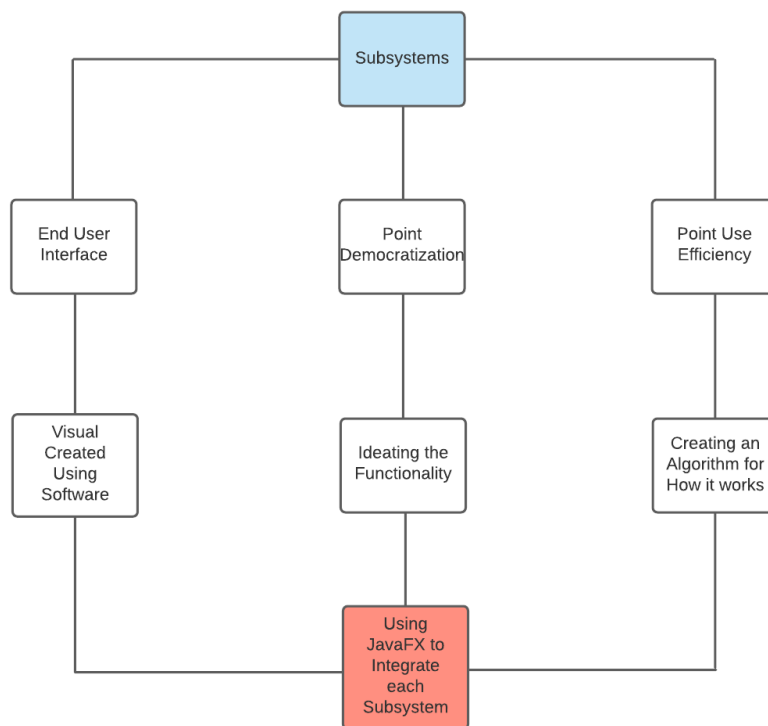 Subsystems
End User
Interface
Point
Democratization
Point Use
Efficiency
Visual
Created
Using
Software
Ideating the
Functionality
Creating an
Algorithm for
How it works
Using
JavaFX to
Integrate
each
Subsystem